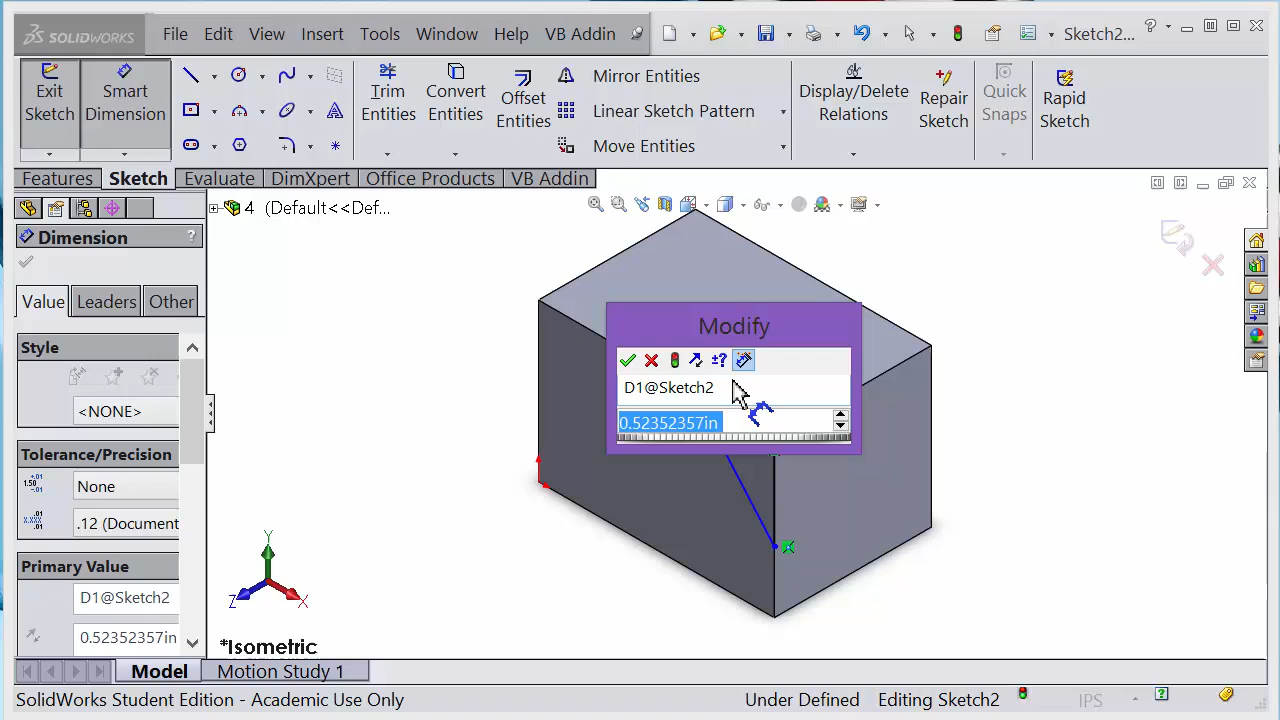 SOLIDWORKS File Edit View Insert Tools Window Help VB Addin Sketch2... ?
Exit Sketch
Smart Dimension
Trim Entities
Convert Entities
Offset Entities
Mirror Entities
Linear Sketch Pattern
Move Entities
Display/Delete Relations
Repair Sketch
Quick Snaps
Rapid Sketch
Features Sketch Evaluate DimXpert Office Products VB Addin
4 (Default<<Def...
Dimension ?
Value Leaders Other
Style
<NONE>
Tolerance/Precision
None
.12 (Document
Primary Value
D1@Sketch2
0.52352357in
Modify
±?
D1@Sketch2
0.52352357in
Y
Z
X
*Isometric
Model Motion Study 1
SolidWorks Student Edition - Academic Use Only Under Defined Editing Sketch2 IPS ?